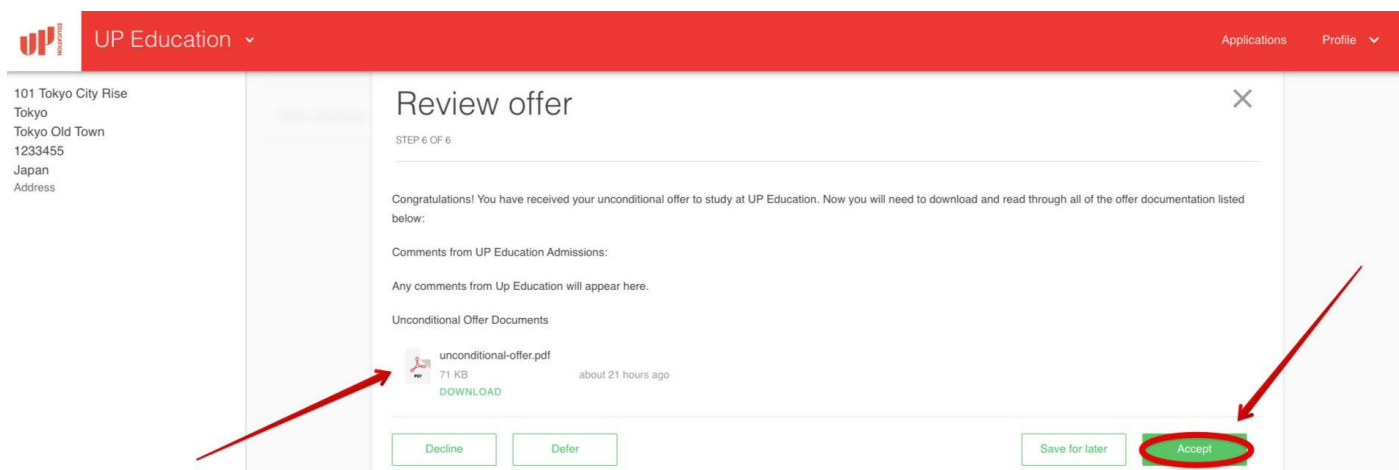 UP EDUCATION
UP Education
Applications
Profile
101 Tokyo City Rise
Tokyo
Tokyo Old Town
1233455
Japan
Address
Review offer
STEP 6 OF 6
Congratulations! You have received your unconditional offer to study at UP Education. Now you will need to download and read through all of the offer documentation listed
below:
Comments from UP Education Admissions:
Any comments from Up Education will appear here.
Unconditional Offer Documents
unconditional-offer.pdf
PDF
71 KB
about 21 hours ago
DOWNLOAD
Decline
Defer
Save for later
Accept